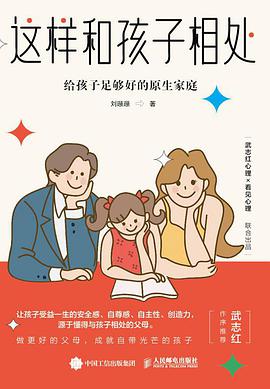 这样和孩子相处
给孩子足够好的原生家庭
刘璐璐 著
武志红心理×看见心理
联合出品
让孩子受益一生的安全感、自尊感、自主性、创造力，
源于懂得与孩子相处的父母。
做更好的父母，成就自带光芒的孩子
武志红
作序推荐
中国工信出版集团
人民邮电出版社